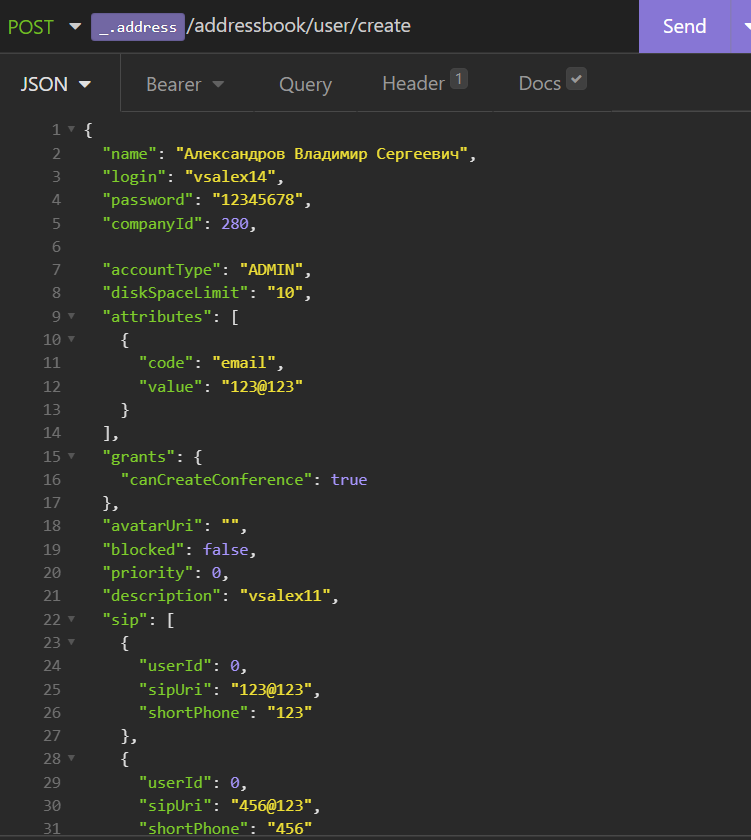 POST _.address/addressbook/user/create Send
JSON Bearer Query Header 1 Docs
1 {
2 "name": "Александров Владимир Сергеевич",
3 "login": "vsalex14",
4 "password": "12345678",
5 "companyId": 280,
6
7 "accountType": "ADMIN",
8 "diskSpaceLimit": "10",
9 "attributes": [
10 {
11 "code": "email",
12 "value": "123@123"
13 }
14 ],
15 "grants": {
16 "canCreateConference": true
17 },
18 "avatarUri": "",
19 "blocked": false,
20 "priority": 0,
21 "description": "vsalex11",
22 "sip": [
23 {
24 "userId": 0,
25 "sipUri": "123@123",
26 "shortPhone": "123"
27 },
28 {
29 "userId": 0,
30 "sipUri": "456@123",
31 "shortPhone": "456"